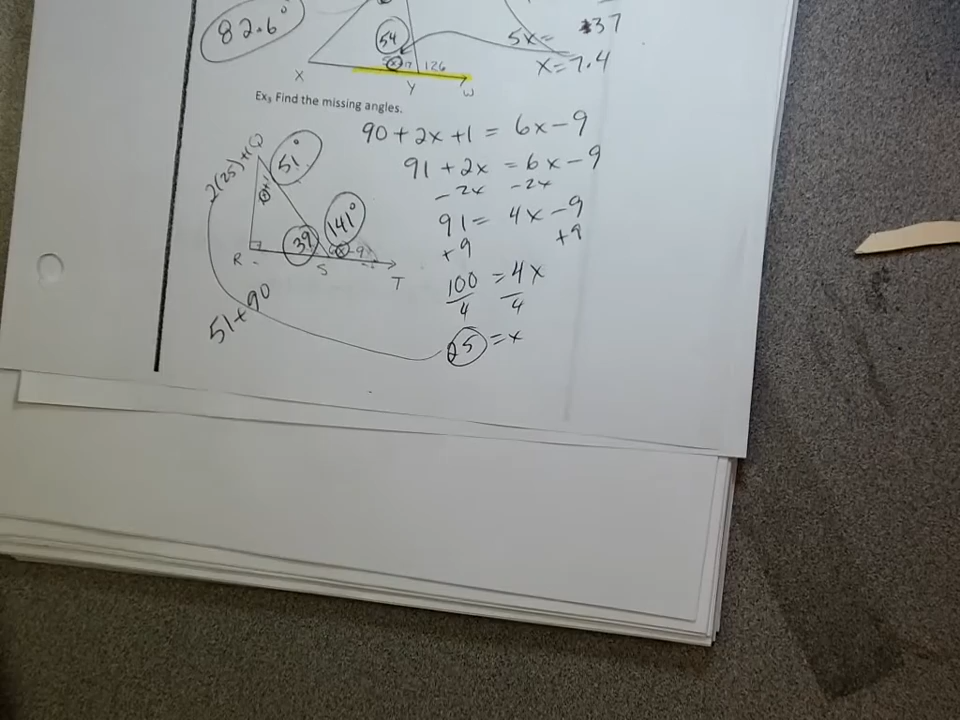 82.6°
54
37
5x=
x=7.4
126
X
Y
W
Ex3 Find the missing angles.
90+2x+1 = 6x-9
Q
51°
2(25)+1
91+2x = 6x-9
-2x -2x
141°
91= 4x-9
+9 +9
39
R
S
T
100 = 4x
4 4
51+90
25 = x